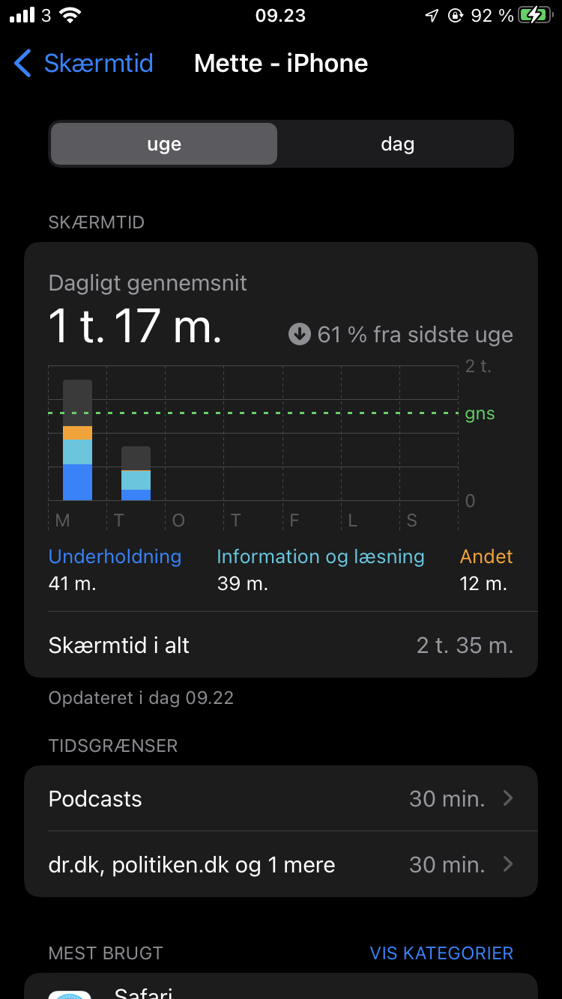 3 09.23 92 %
Skærmtid Mette - iPhone
uge dag
SKÆRMTID
Dagligt gennemsnit
1 t. 17 m. 61 % fra sidste uge
2 t.
gns
0
M T O T F L S
Underholdning Information og læsning Andet
41 m. 39 m. 12 m.
Skærmtid i alt 2 t. 35 m.
Opdateret i dag 09.22
TIDSGRÆNSER
Podcasts 30 min.
dr.dk, politiken.dk og 1 mere 30 min.
MEST BRUGT VIS KATEGORIER
Safari